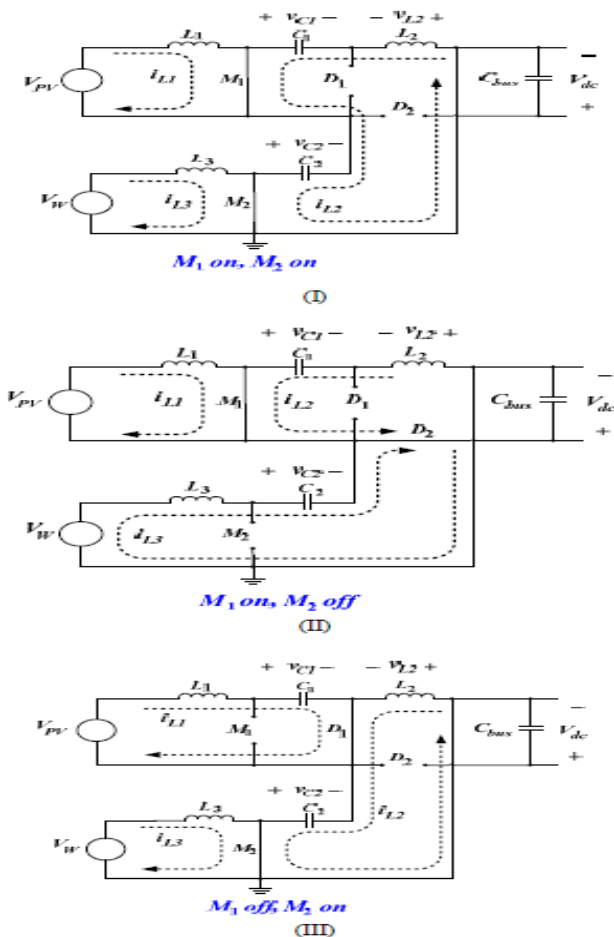 + vC1 − − vL2 +
L1 C1 L2
VPV iL1 M1 D1 Cbus Vdc
− +
D2
+ vC2 −
L3 C2
VW iL3 M2 iL2
M1 on, M2 on
(I)
+ vC1 − − vL2 +
L1 C1 L2
VPV iL1 M1 iL2 D1 Cbus Vdc
− +
D2
+ vC2 −
L3 C2
VW iL3 M2
M1 on, M2 off
(II)
+ vC1 − − vL2 +
L1 C1 L2
VPV iL1 M1 D1 Cbus Vdc
− +
D2
+ vC2 −
L3 C2 iL2
VW iL3 M2
M1 off, M2 on
(III)